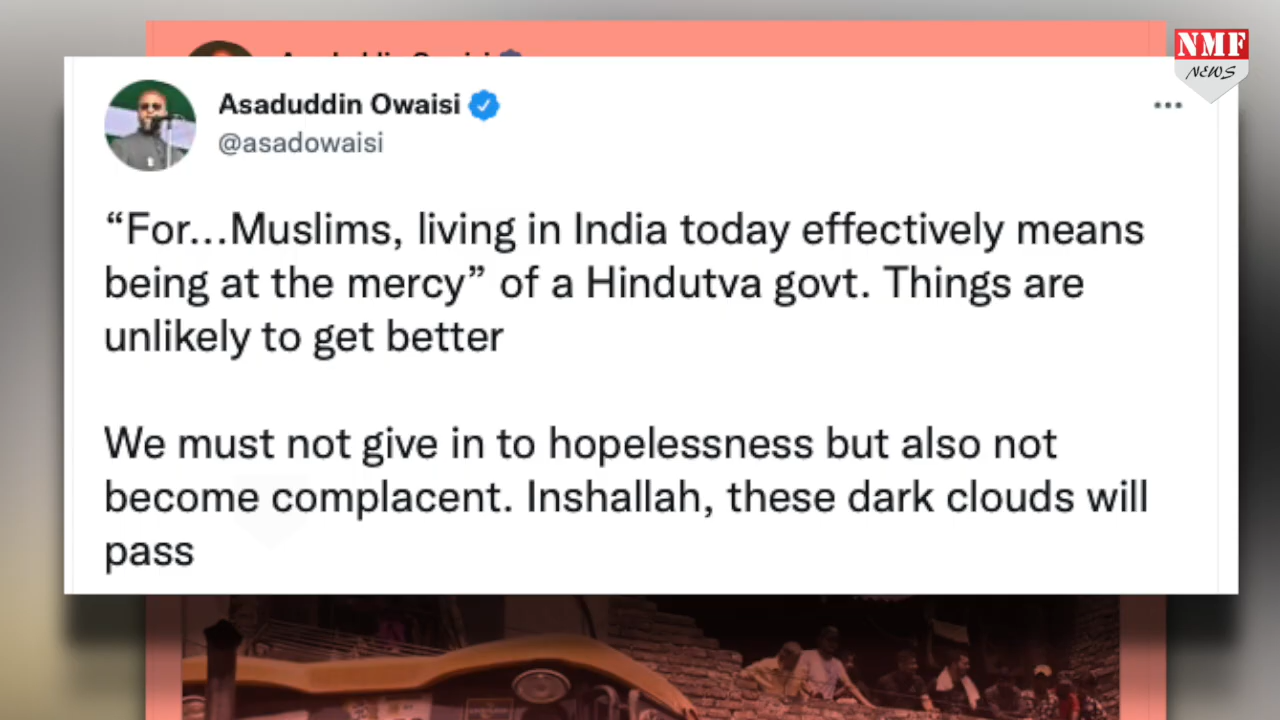 NMF
NEWS
Asaduddin Owaisi
@asadowaisi
“For...Muslims, living in India today effectively means
being at the mercy” of a Hindutva govt. Things are
unlikely to get better
We must not give in to hopelessness but also not
become complacent. Inshallah, these dark clouds will
pass